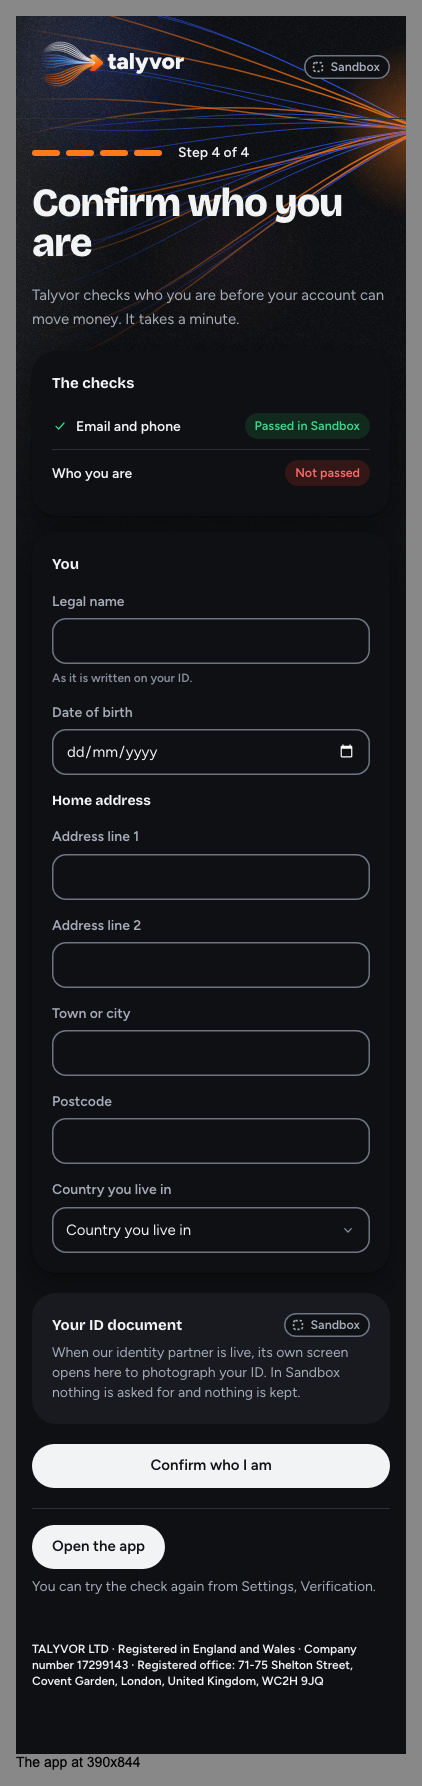 talyvor
Sandbox
Step 4 of 4
Confirm who you
are
Talyvor checks who you are before your account can
move money. It takes a minute.
The checks
Email and phone
Passed in Sandbox
Who you are
Not passed
You
Legal name
As it is written on your ID.
Date of birth
dd/mm/yyyy
Home address
Address line 1
Address line 2
Town or city
Postcode
Country you live in
Country you live in
Your ID document
Sandbox
When our identity partner is live, its own screen
opens here to photograph your ID. In Sandbox
nothing is asked for and nothing is kept.
Confirm who I am
Open the app
You can try the check again from Settings, Verification.
TALYVOR LTD · Registered in England and Wales · Company
number 17299143 · Registered office: 71-75 Shelton Street,
Covent Garden, London, United Kingdom, WC2H 9JQ
The app at 390x844